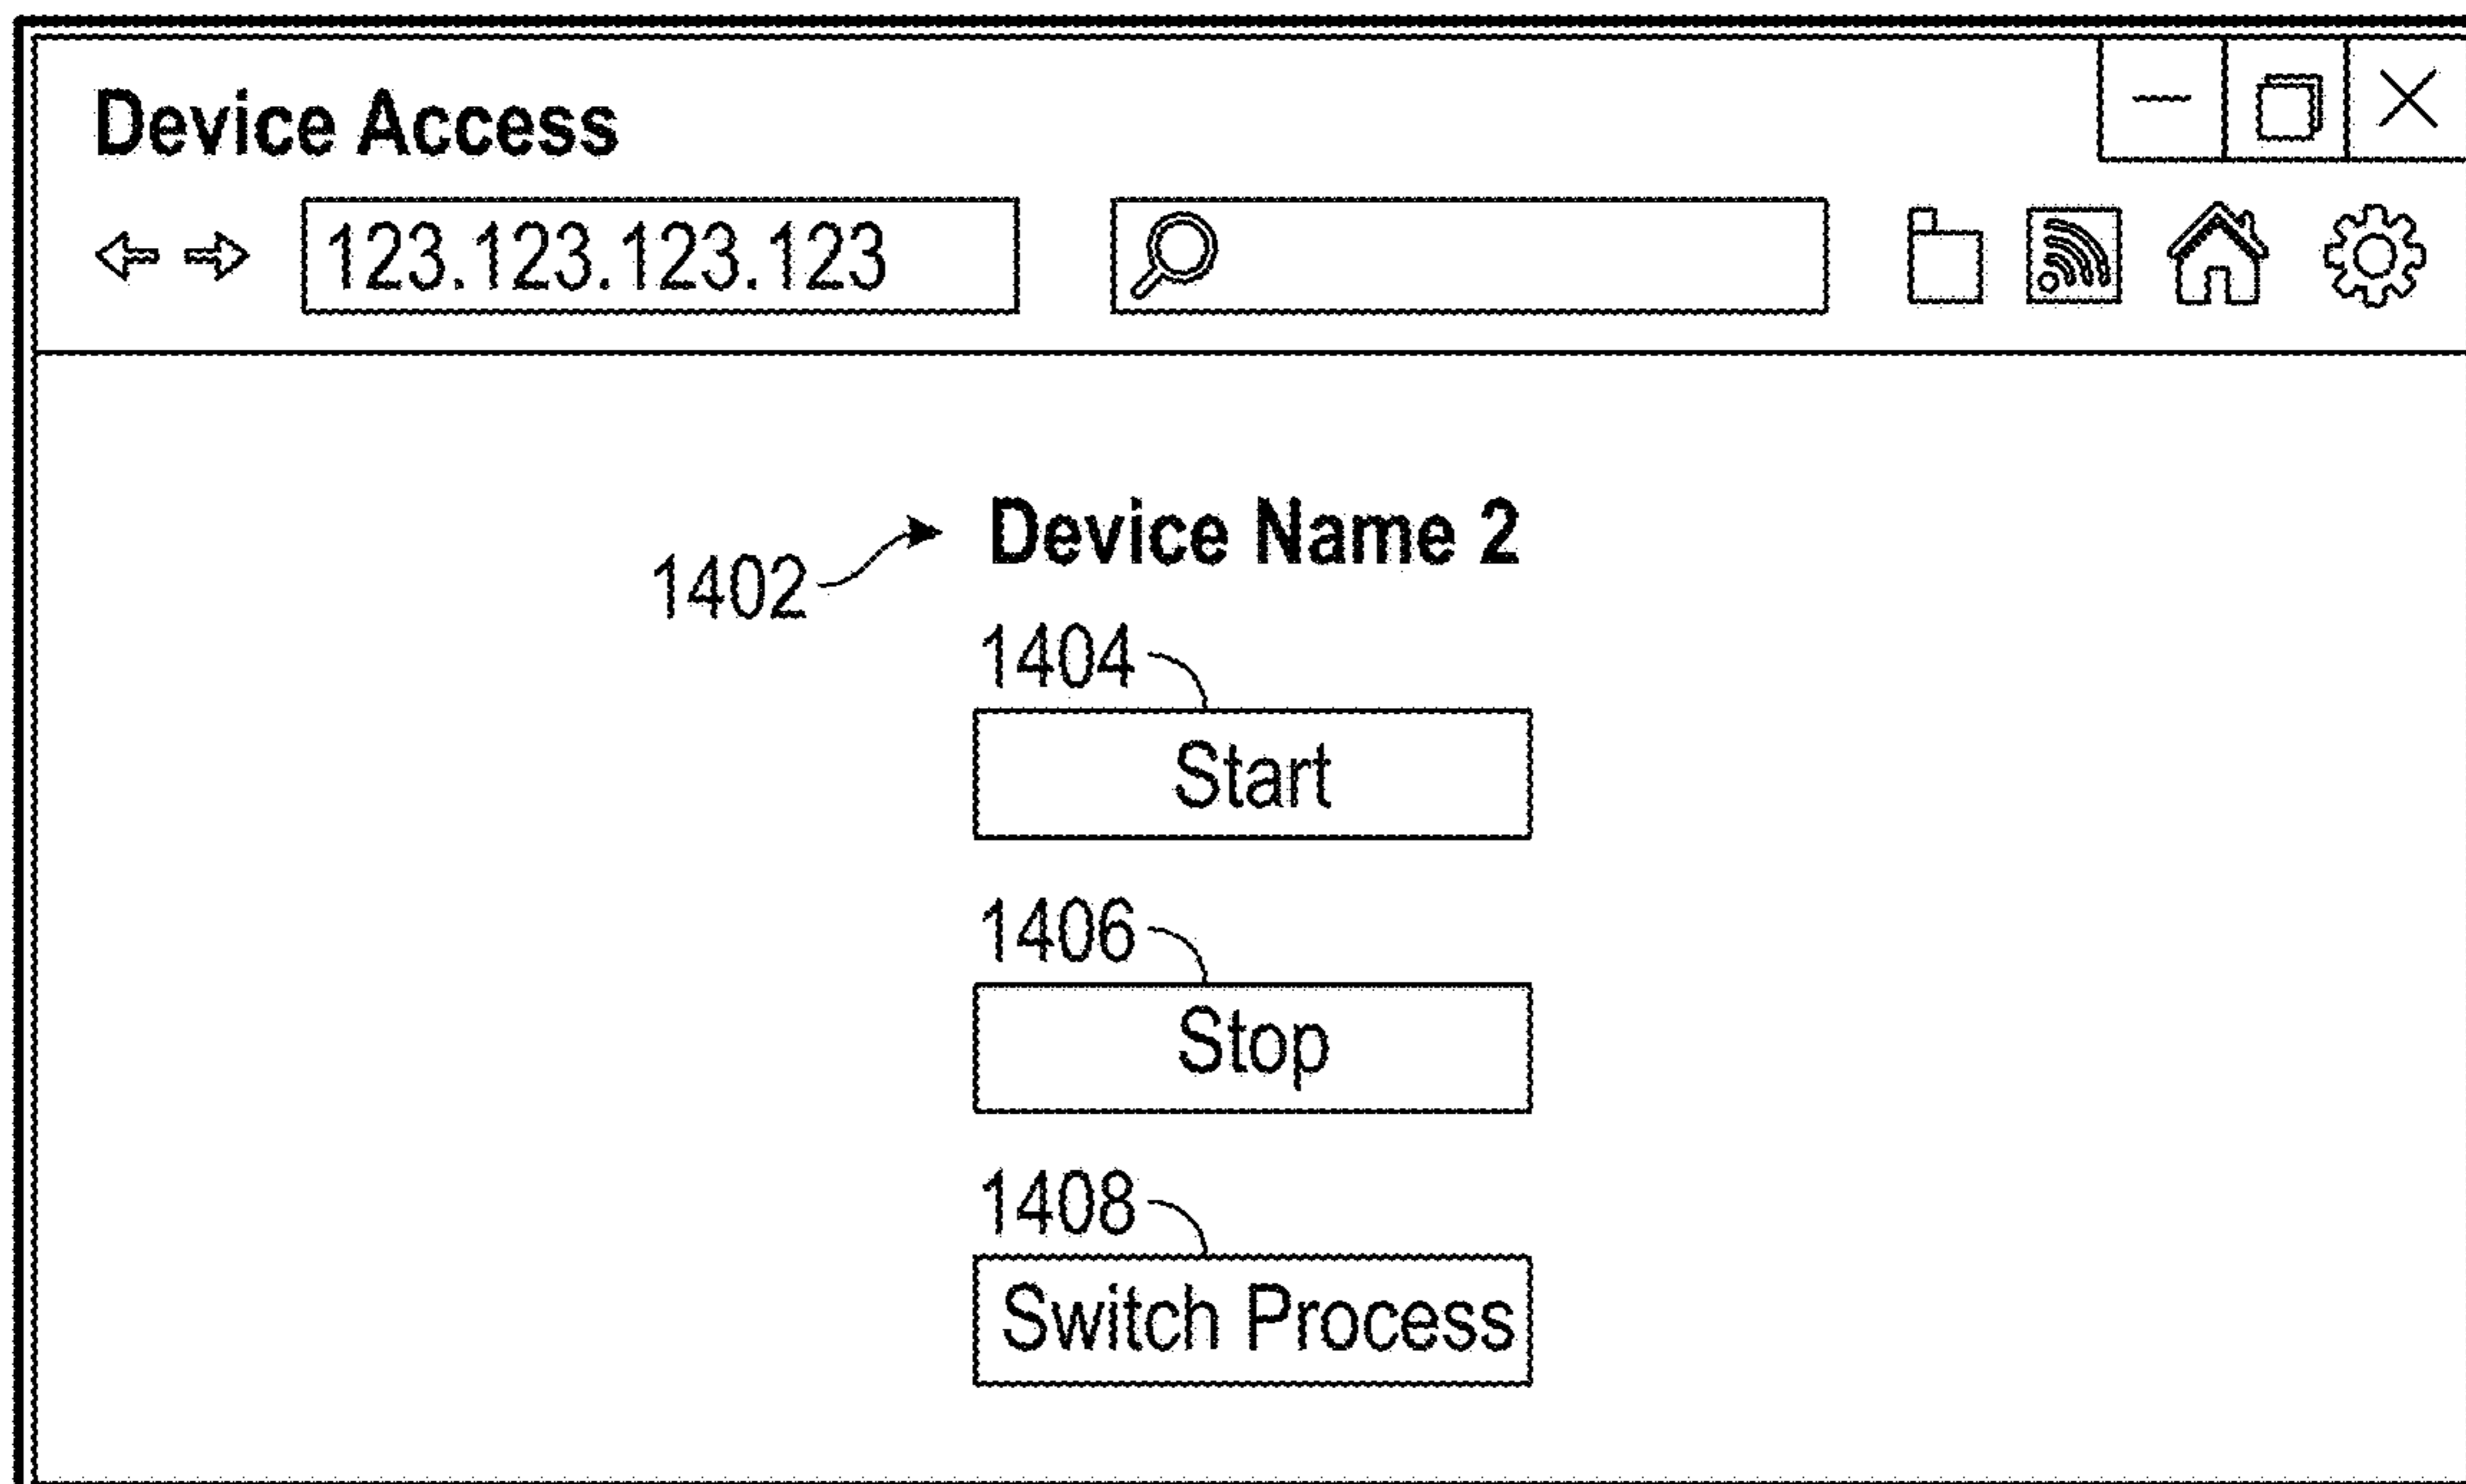 Device Access
123.123.123.123
Device Name 2
1402
1404
Start
1406
Stop
1408
Switch Process